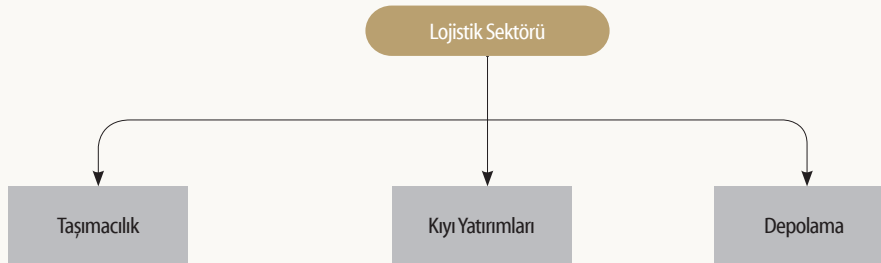 Lojistik Sektörü
Taşımacılık
Kıyı Yatırımları
Depolama